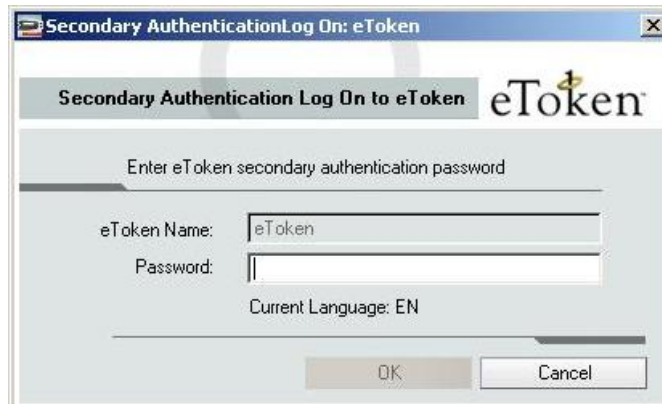 Secondary AuthenticationLog On: eToken
Secondary Authentication Log On to eToken
eToken
Enter eToken secondary authentication password
eToken Name: eToken
Password:
Current Language: EN
OK Cancel